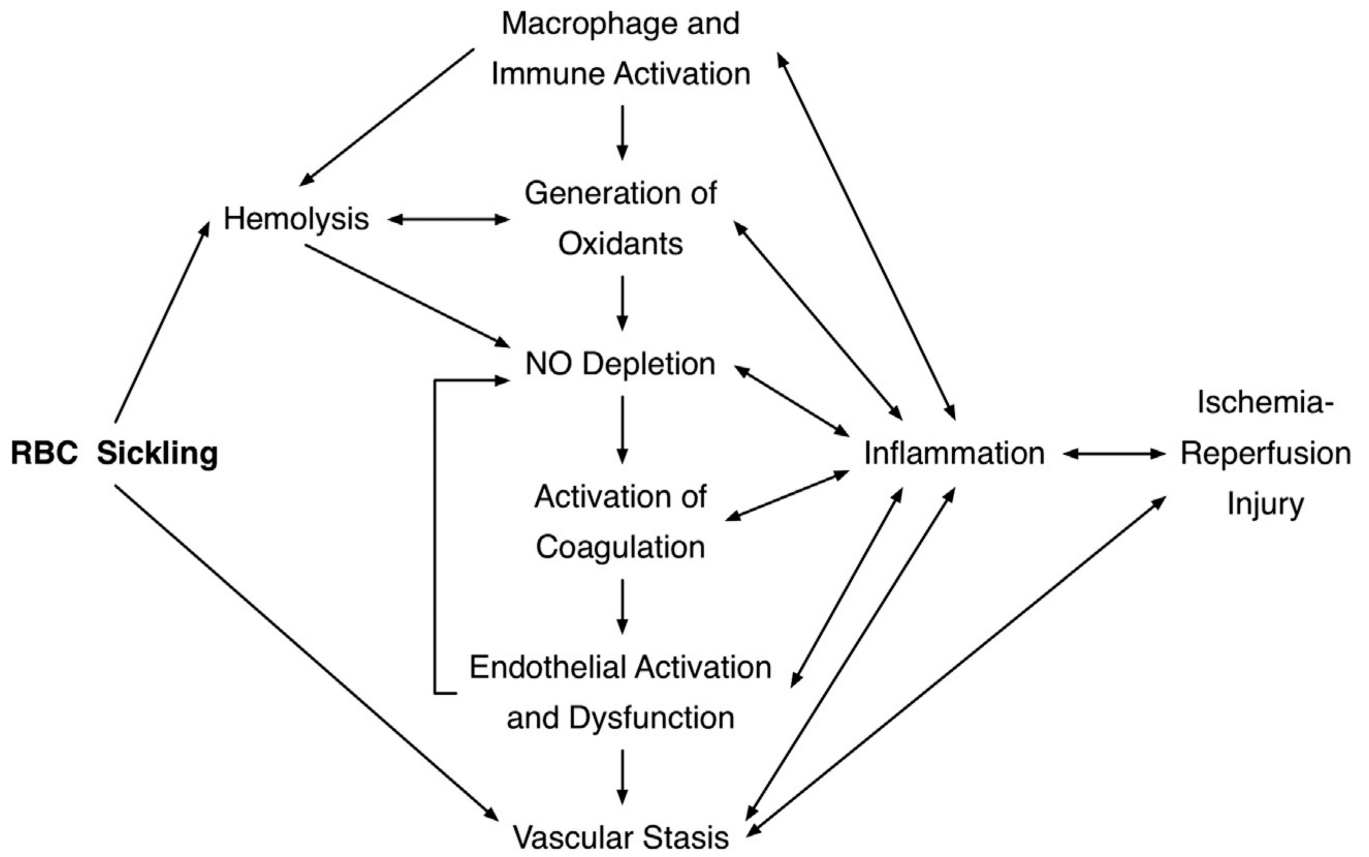 Macrophage and
Immune Activation
Generation of
Oxidants
Hemolysis
NO Depletion
RBC Sickling
Inflammation
Ischemia-
Reperfusion
Injury
Activation of
Coagulation
Endothelial Activation
and Dysfunction
Vascular Stasis